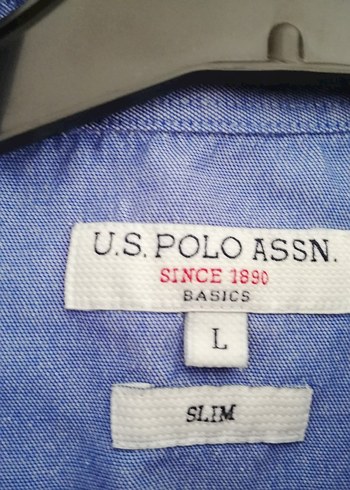 U.S. POLO ASSN.
SINCE 1890
BASICS
L
SLIM